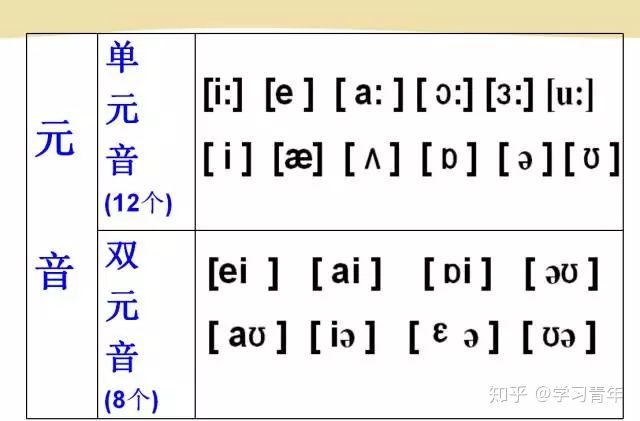 元音
单元音
(12个)
[i:] [e ] [ a: ] [ ɔ:] [ɜ:] [u:]
[ i ] [æ] [ ʌ ] [ ɒ ] [ ə ] [ ʊ ]
双元音
(8个)
[ei ] [ ai ] [ ɒi ] [ əʊ ]
[ aʊ ] [ iə ] [ ɛ ə ] [ ʊə ]
知乎 @学习青年